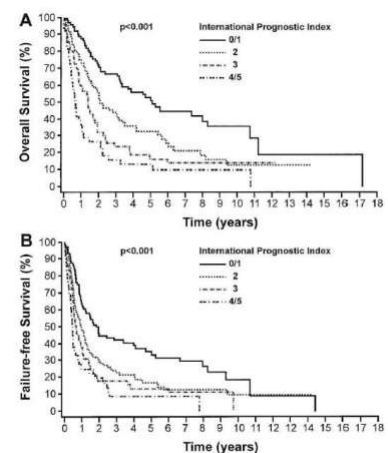 A
p<0.001
International Prognostic Index
0/1
2
3
4/5
Overall Survival (%)
100
90
80
70
60
50
40
30
20
10
0
0 1 2 3 4 5 6 7 8 9 10 11 12 13 14 15 16 17 18
Time (years)
B
p<0.001
International Prognostic Index
0/1
2
3
4/5
Failure-free Survival (%)
100
90
80
70
60
50
40
30
20
10
0
0 1 2 3 4 5 6 7 8 9 10 11 12 13 14 15 16 17 18
Time (years)